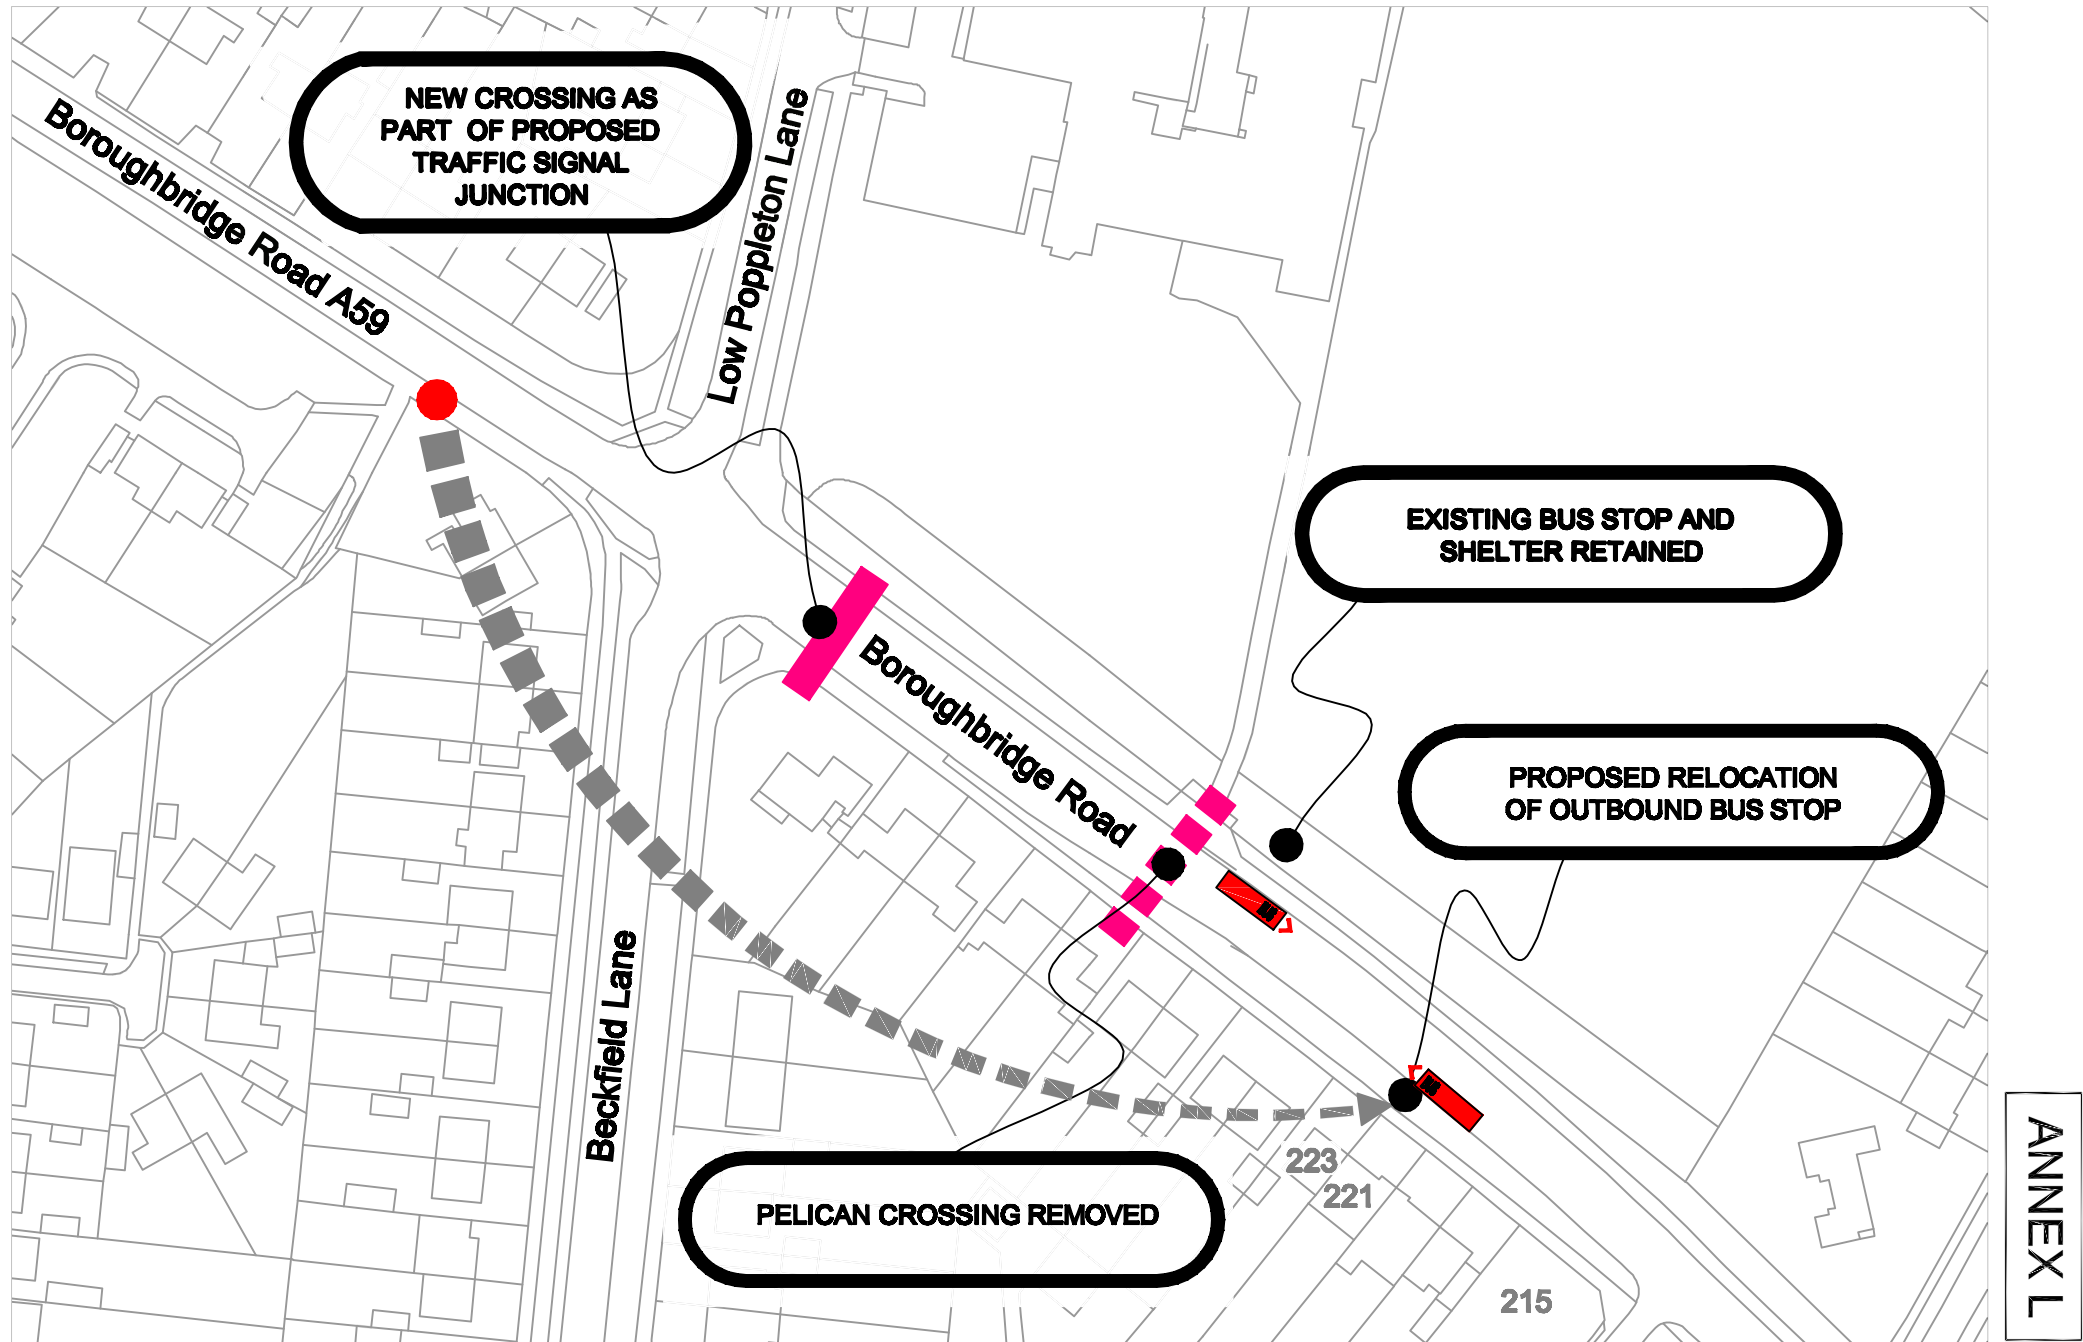 NEW CROSSING AS
PART OF PROPOSED
TRAFFIC SIGNAL
JUNCTION
Boroughbridge Road A59
Low Poppleton Lane
EXISTING BUS STOP AND
SHELTER RETAINED
Boroughbridge Road
PROPOSED RELOCATION
OF OUTBOUND BUS STOP
Beckfield Lane
PELICAN CROSSING REMOVED
223
221
215
ANNEX L